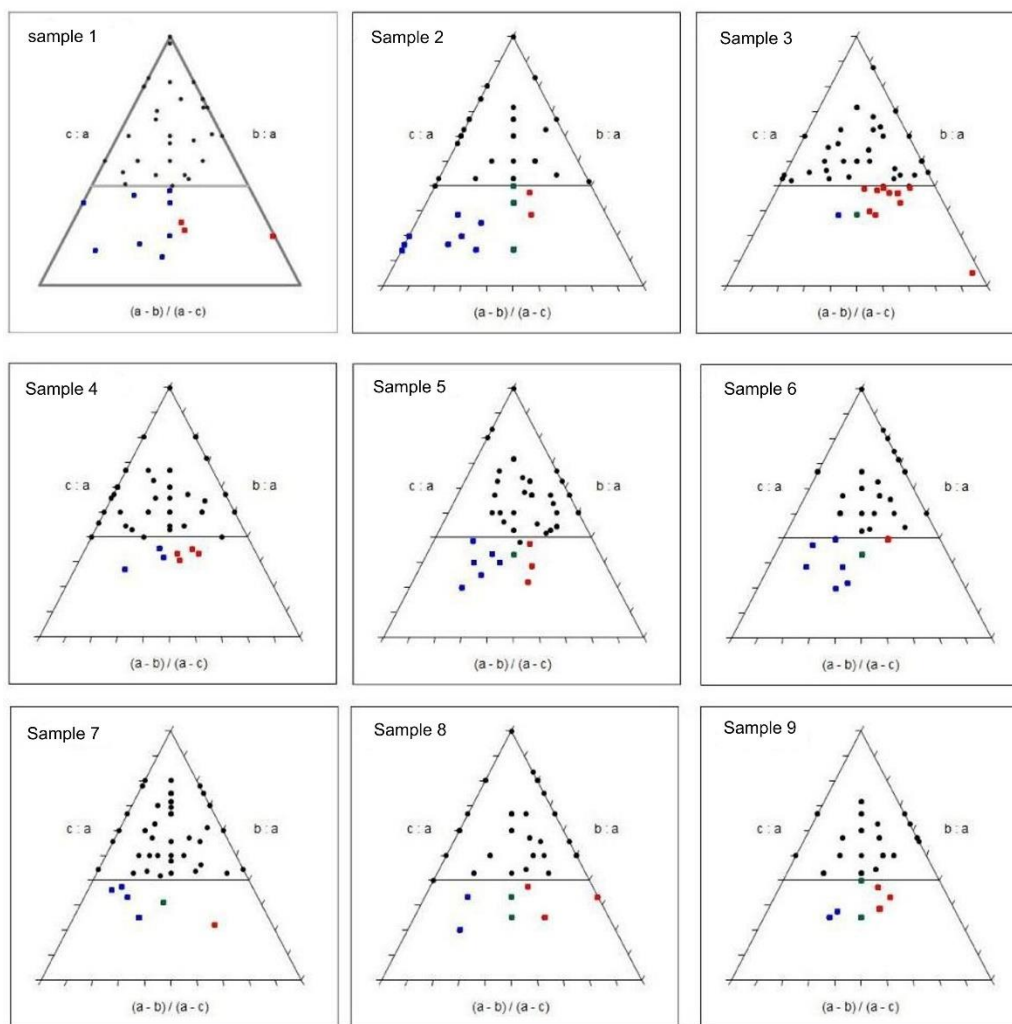 sample 1
c : a
b : a
(a - b) / (a - c)
Sample 2
c : a
b : a
(a - b) / (a - c)
Sample 3
c : a
b : a
(a - b) / (a - c)
Sample 4
c : a
b : a
(a - b) / (a - c)
Sample 5
c : a
b : a
(a - b) / (a - c)
Sample 6
c : a
b : a
(a - b) / (a - c)
Sample 7
c : a
b : a
(a - b) / (a - c)
Sample 8
c : a
b : a
(a - b) / (a - c)
Sample 9
c : a
b : a
(a - b) / (a - c)